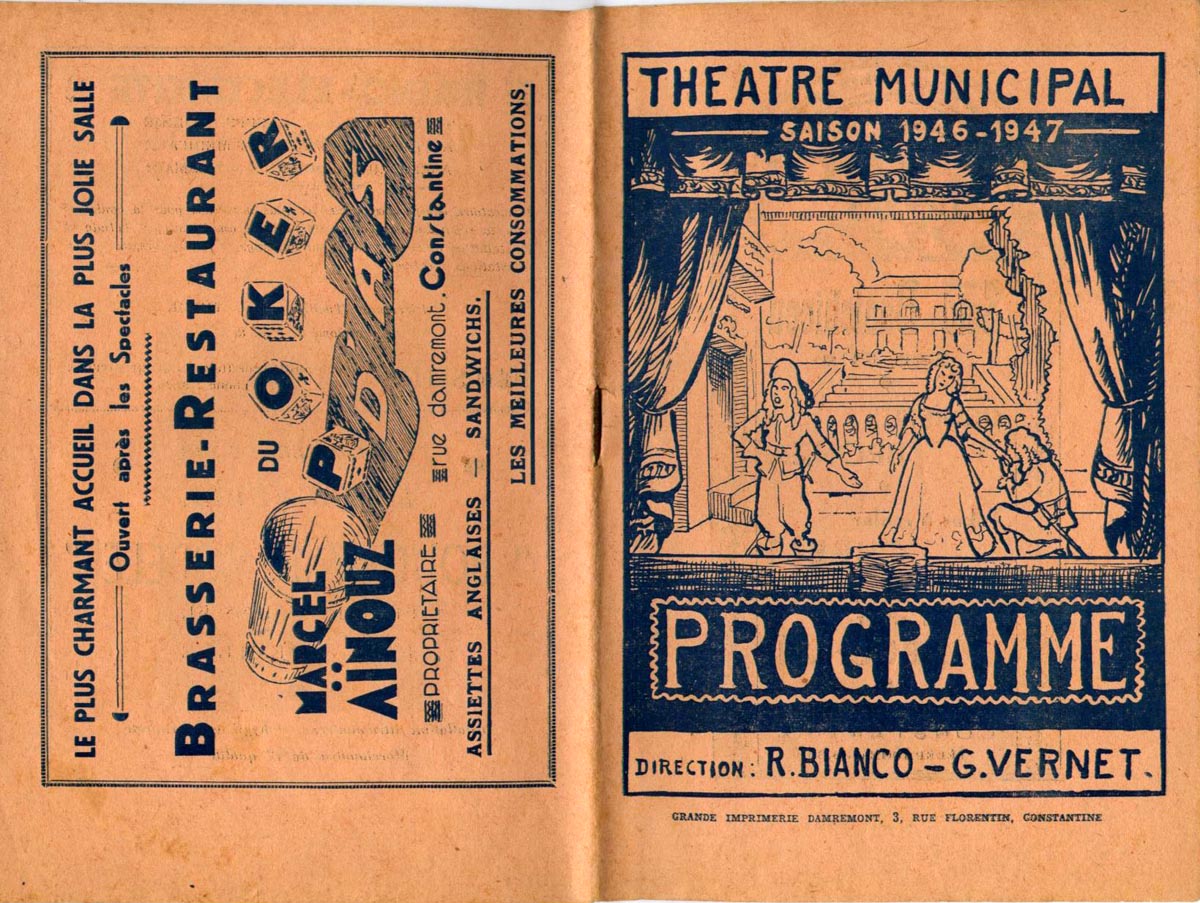 LE PLUS CHARMANT ACCUEIL DANS LA PLUS JOLIE SALLE
Ouvert après les Spectacles
BRASSERIE-RESTAURANT
DU POKER
D'AS
MARCEL
AÏNOUZ
PROPRIÉTAIRE
rue damremont. Constantine
ASSIETTES ANGLAISES — SANDWICHS.
LES MEILLEURES CONSOMMATIONS.
THEATRE MUNICIPAL
SAISON 1946-1947
PROGRAMME
DIRECTION: R.BIANCO - G.VERNET.
GRANDE IMPRIMERIE DAMREMONT, 3, RUE FLORENTIN, CONSTANTINE